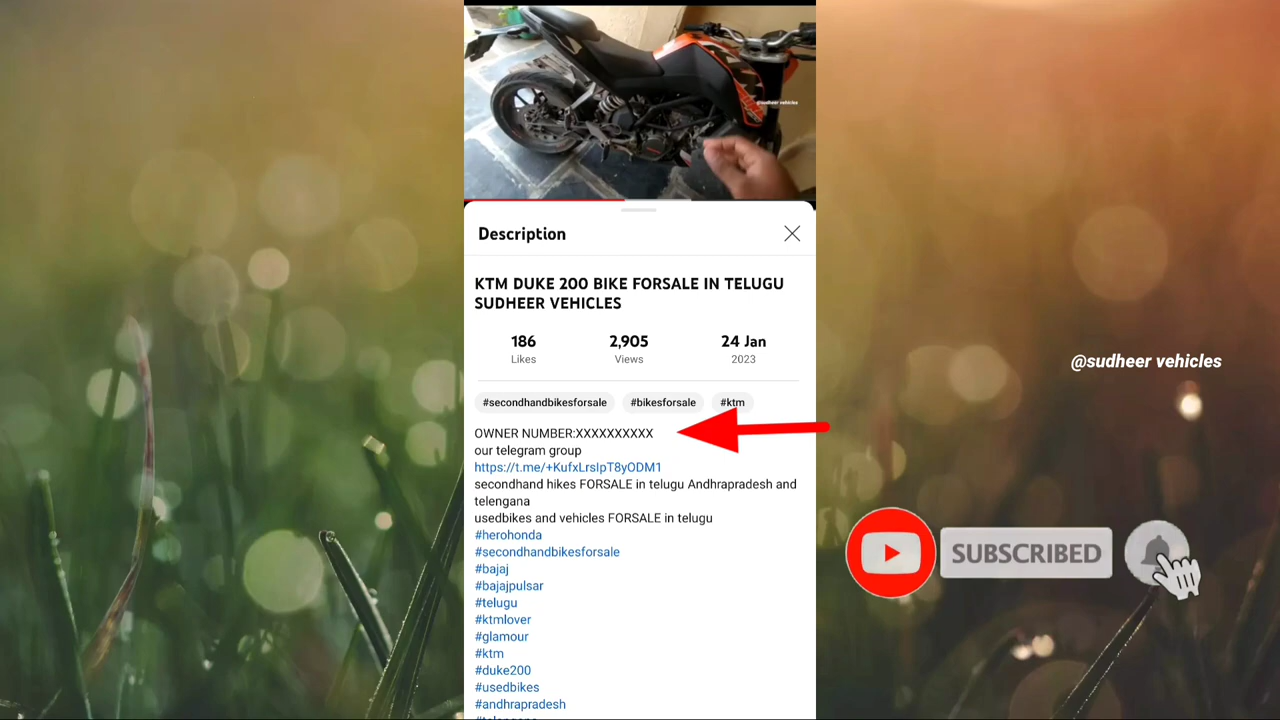 @sudheer vehicles
Description
KTM DUKE 200 BIKE FORSALE IN TELUGU
SUDHEER VEHICLES
186
Likes
2,905
Views
24 Jan
2023
#secondhandbikesforsale #bikesforsale #ktm
OWNER NUMBER:XXXXXXXXXX
our telegram group
https://t.me/+KufxLrsIpT8yODM1
secondhand hikes FORSALE in telugu Andhrapradesh and
telengana
usedbikes and vehicles FORSALE in telugu
#herohonda
#secondhandbikesforsale
#bajaj
#bajajpulsar
#telugu
#ktmlover
#glamour
#ktm
#duke200
#usedbikes
#andhrapradesh
@sudheer vehicles
SUBSCRIBED